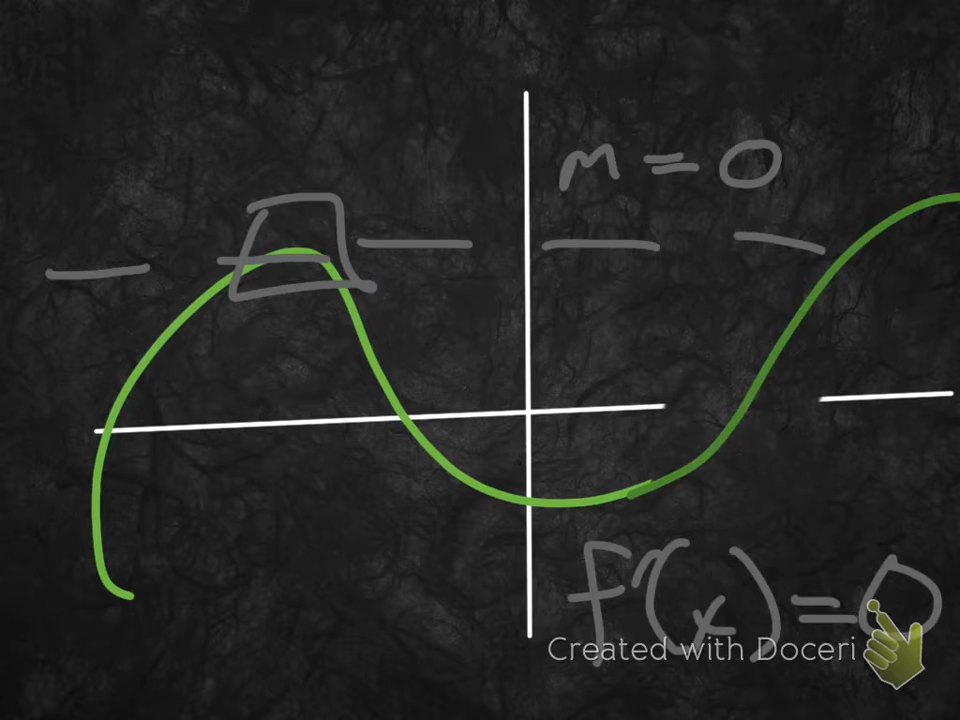 m = 0
f'(x) = 0
Created with Doceri